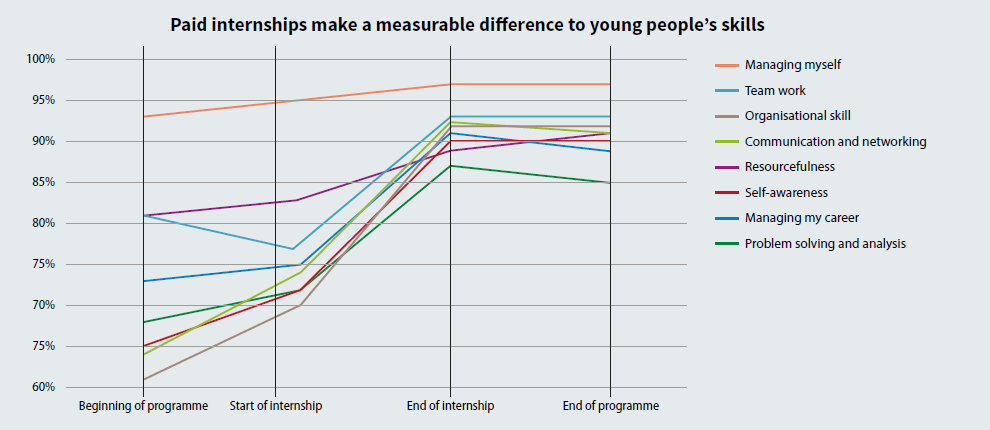 Paid internships make a measurable difference to young people’s skills
100%
95%
90%
85%
80%
75%
70%
75%
60%
Beginning of programme
Start of internship
End of internship
End of programme
Managing myself
Team work
Organisational skill
Communication and networking
Resourcefulness
Self-awareness
Managing my career
Problem solving and analysis